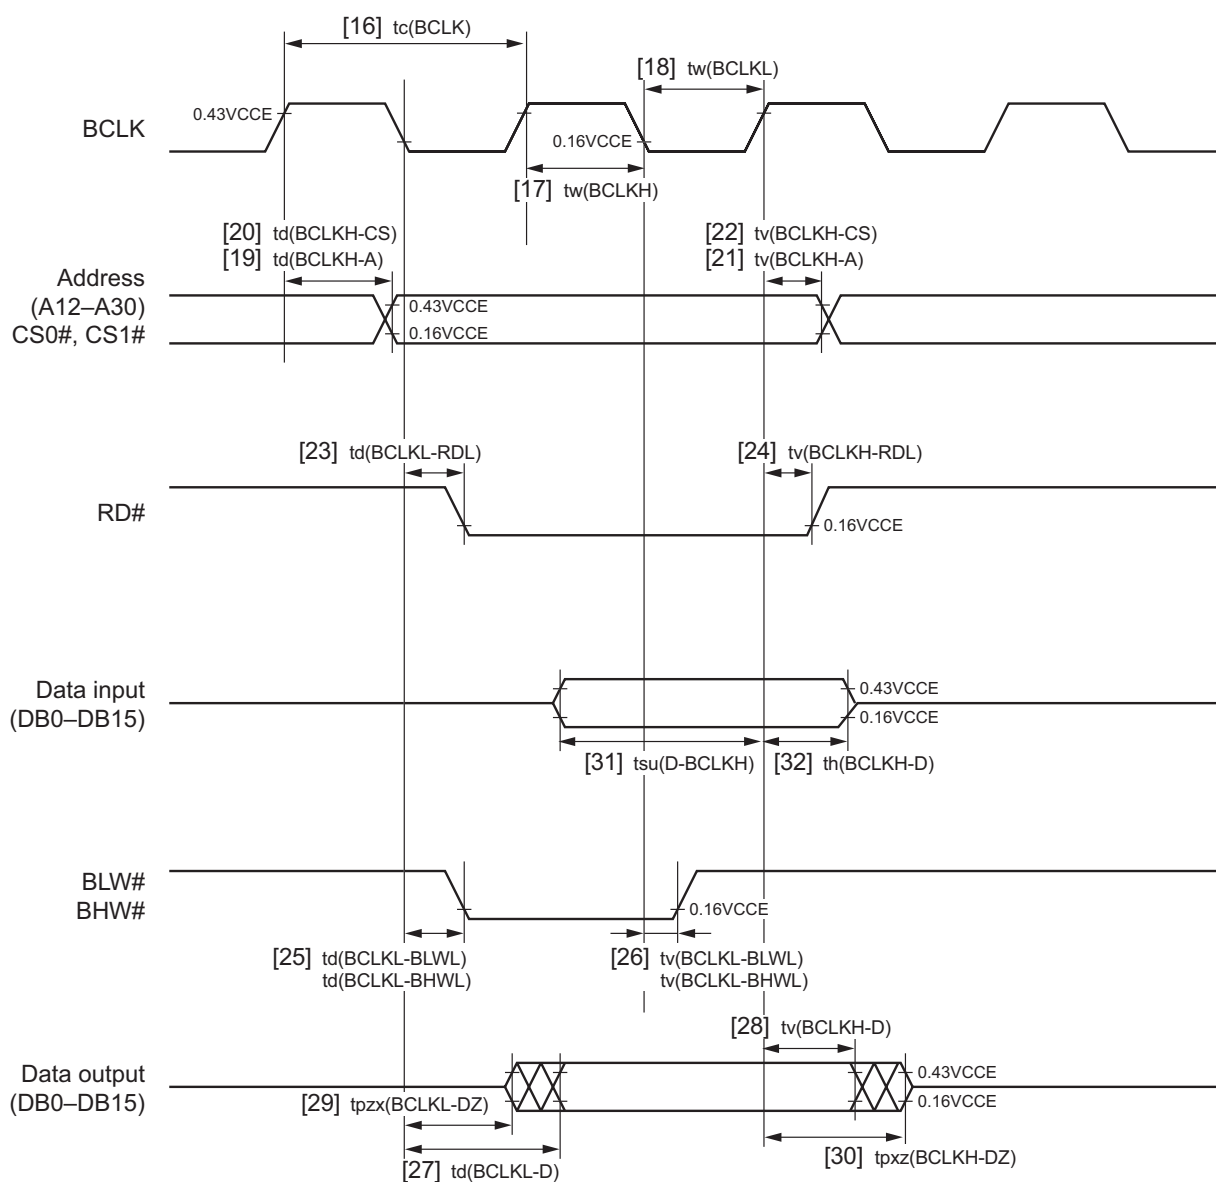 [16] tc(BCLK)
[18] tw(BCLKL)
0.43VCCE
BCLK
0.16VCCE
[17] tw(BCLKH)
[20] td(BCLKH-CS)
[22] tv(BCLKH-CS)
[19] td(BCLKH-A)
[21] tv(BCLKH-A)
Address
(A12–A30)
CS0#, CS1#
0.43VCCE
0.16VCCE
[23] td(BCLKL-RDL)
[24] tv(BCLKH-RDL)
RD#
0.16VCCE
Data input
(DB0–DB15)
0.43VCCE
0.16VCCE
[31] tsu(D-BCLKH)
[32] th(BCLKH-D)
BLW#
BHW#
0.16VCCE
[25] td(BCLKL-BLWL)
td(BCLKL-BHWL)
[26] tv(BCLKL-BLWL)
tv(BCLKL-BHWL)
[28] tv(BCLKH-D)
Data output
(DB0–DB15)
0.43VCCE
0.16VCCE
[29] tpzx(BCLKL-DZ)
[30] tpxz(BCLKH-DZ)
[27] td(BCLKL-D)